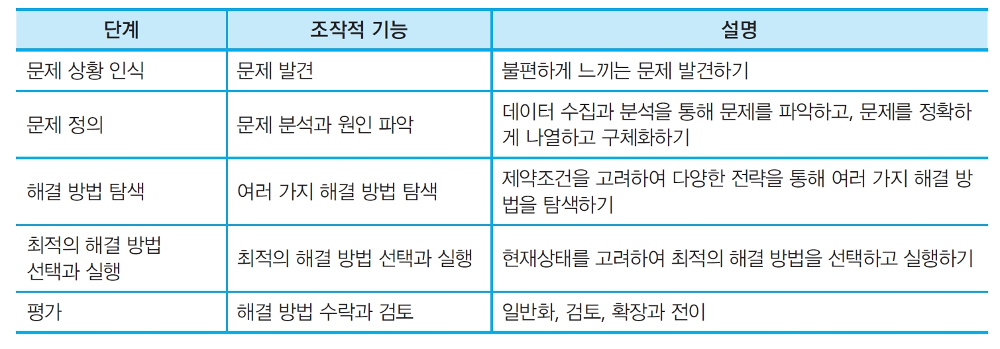 단계 조작적 기능 설명
문제 상황 인식 문제 발견 불편하게 느끼는 문제 발견하기
문제 정의 문제 분석과 원인 파악 데이터 수집과 분석을 통해 문제를 파악하고, 문제를 정확하
게 나열하고 구체화하기
해결 방법 탐색 여러 가지 해결 방법 탐색 제약조건을 고려하여 다양한 전략을 통해 여러 가지 해결 방
법을 탐색하기
최적의 해결 방법
선택과 실행 최적의 해결 방법 선택과 실행 현재상태를 고려하여 최적의 해결 방법을 선택하고 실행하기
평가 해결 방법 수락과 검토 일반화, 검토, 확장과 전이